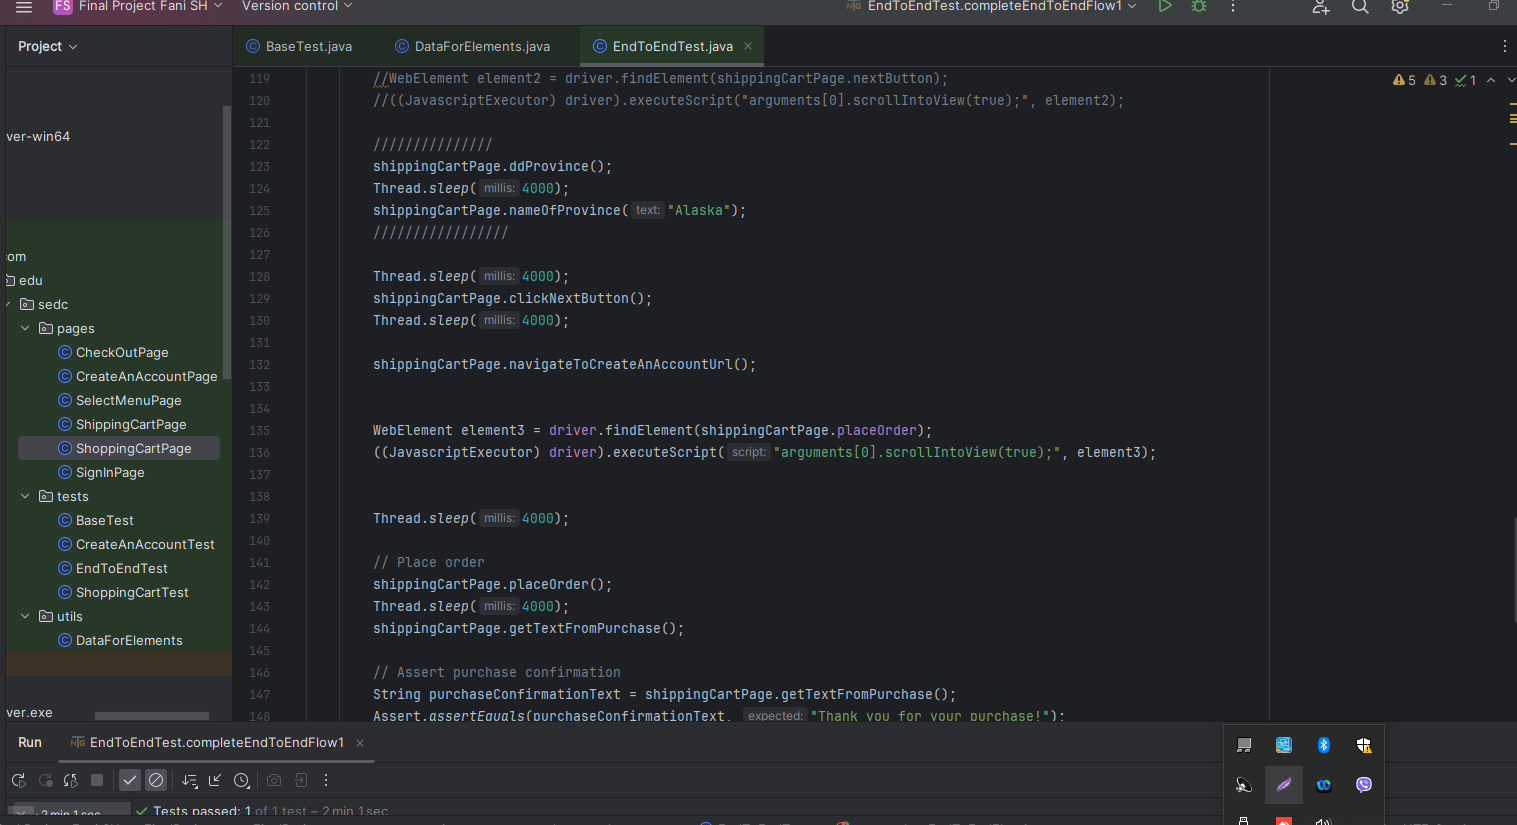 FS Final Project Fani SH Version control EndToEndTest.completeEndToEndFlow1
Project BaseTest.java DataForElements.java EndToEndTest.java
5 3 1
ver-win64
com
edu
sedc
pages
CheckOutPage
CreateAnAccountPage
SelectMenuPage
ShippingCartPage
ShoppingCartPage
SignInPage
tests
BaseTest
CreateAnAccountTest
EndToEndTest
ShoppingCartTest
utils
DataForElements
ver.exe
119 //WebElement element2 = driver.findElement(shippingCartPage.nextButton);
120 //((JavascriptExecutor) driver).executeScript("arguments[0].scrollIntoView(true);", element2);
121
122 ///////////////
123 shippingCartPage.ddProvince();
124 Thread.sleep( millis: 4000);
125 shippingCartPage.nameOfProvince( text: "Alaska");
126 /////////////////
127
128 Thread.sleep( millis: 4000);
129 shippingCartPage.clickNextButton();
130 Thread.sleep( millis: 4000);
131
132 shippingCartPage.navigateToCreateAnAccountUrl();
133
134
135 WebElement element3 = driver.findElement(shippingCartPage.placeOrder);
136 ((JavascriptExecutor) driver).executeScript( script: "arguments[0].scrollIntoView(true);", element3);
137
138
139 Thread.sleep( millis: 4000);
140
141 // Place order
142 shippingCartPage.placeOrder();
143 Thread.sleep( millis: 4000);
144 shippingCartPage.getTextFromPurchase();
145
146 // Assert purchase confirmation
147 String purchaseConfirmationText = shippingCartPage.getTextFromPurchase();
148 Assert.assertEquals(purchaseConfirmationText, expected: "Thank you for your purchase!");
Run EndToEndTest.completeEndToEndFlow1
2 min 1 sec Tests passed: 1 of 1 test – 2 min 1 sec